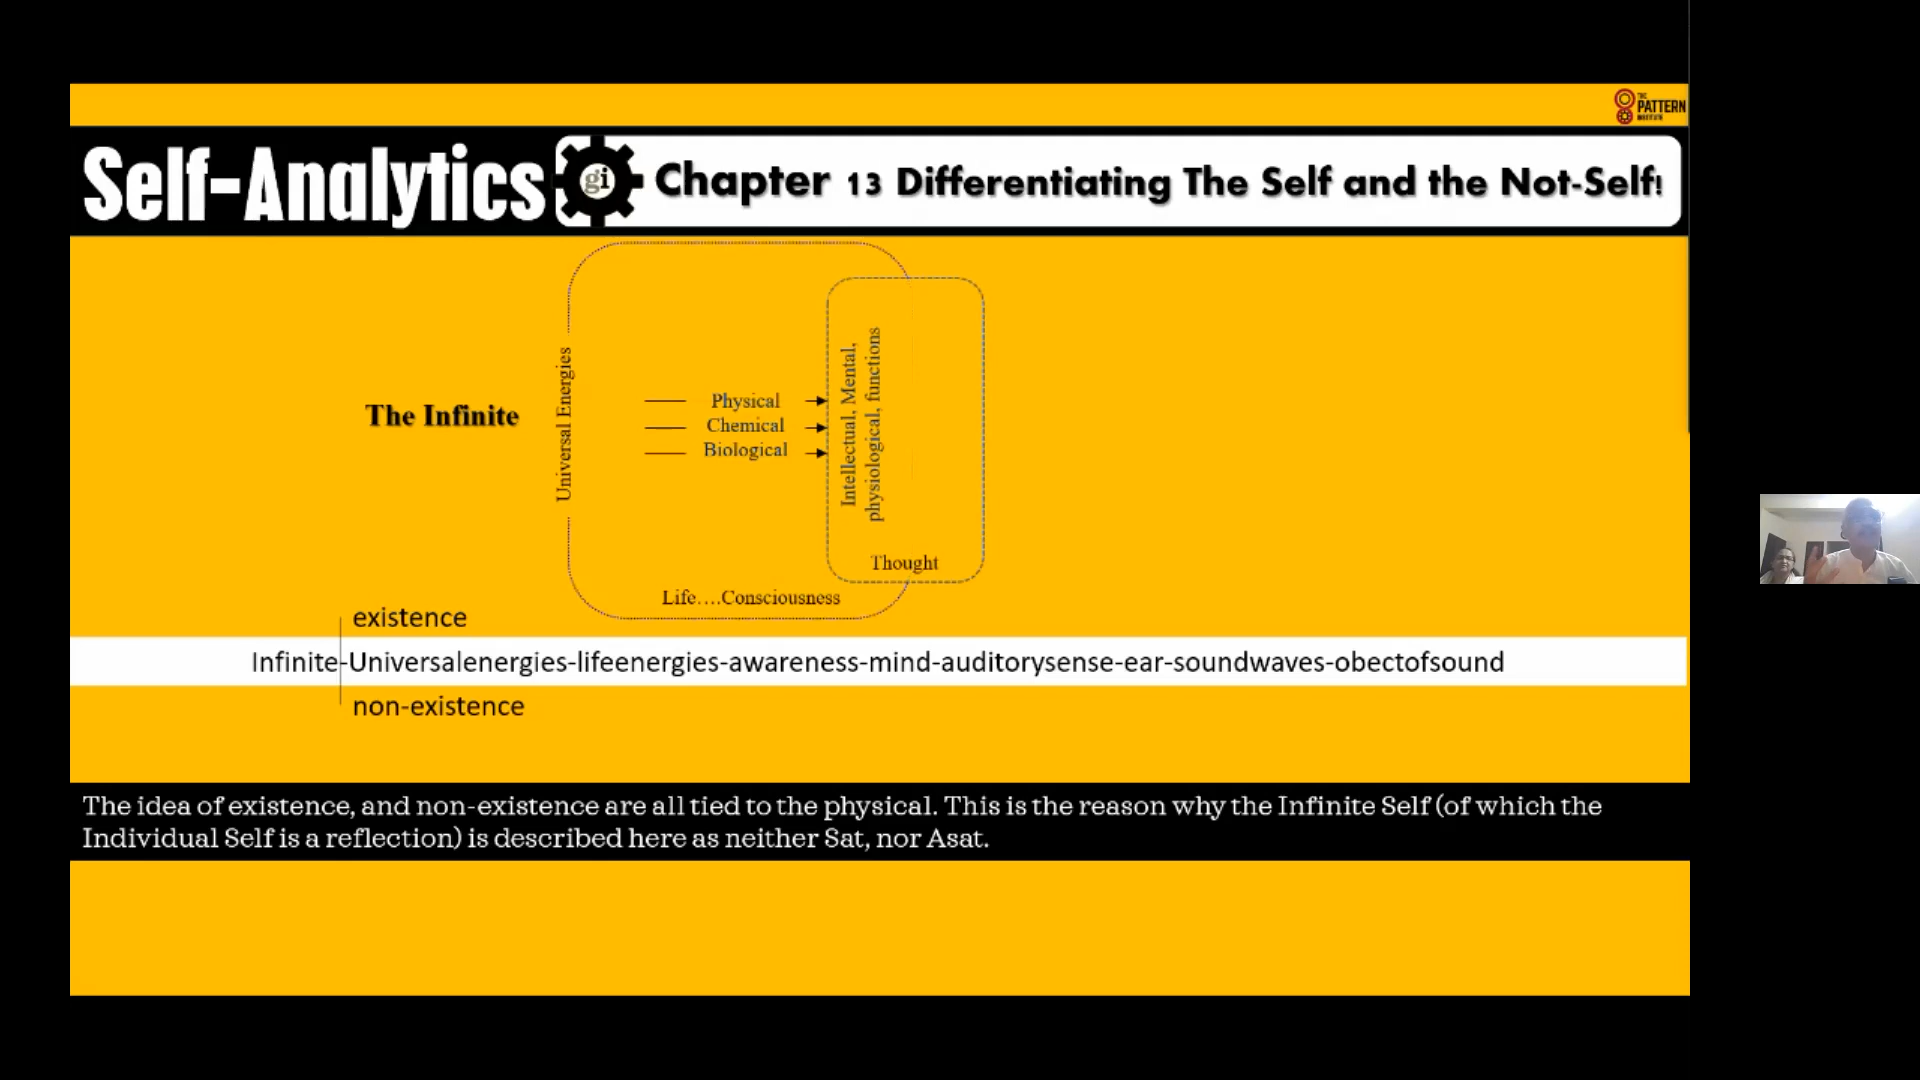 THE
PATTERN
INSTITUTE
Self-Analytics
gi
Chapter 13 Differentiating The Self and the Not-Self!
The Infinite
Universal Energies
Physical
Chemical
Biological
Intellectual, Mental,
physiological, functions
Thought
Life....Consciousness
existence
Infinite-Universalenergies-lifeenergies-awareness-mind-auditorysense-ear-soundwaves-obectofsound
non-existence
The idea of existence, and non-existence are all tied to the physical. This is the reason why the Infinite Self (of which the
Individual Self is a reflection) is described here as neither Sat, nor Asat.